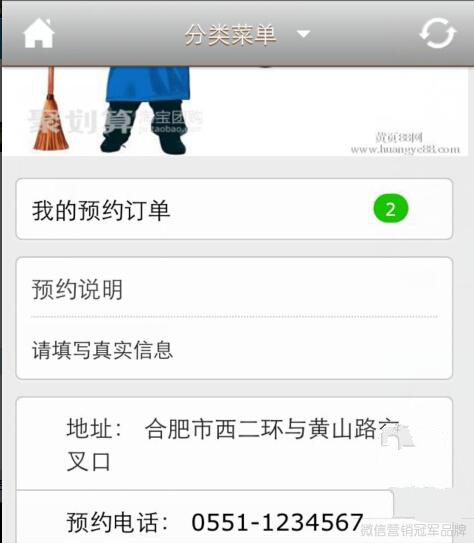 分类菜单
聚划算 淘宝团购
taobao.com
黄页88网
www.huangye88.com
我的预约订单 2
预约说明
请填写真实信息
地址： 合肥市西二环与黄山路交
叉口
预约电话： 0551-1234567
微信营销冠军品牌